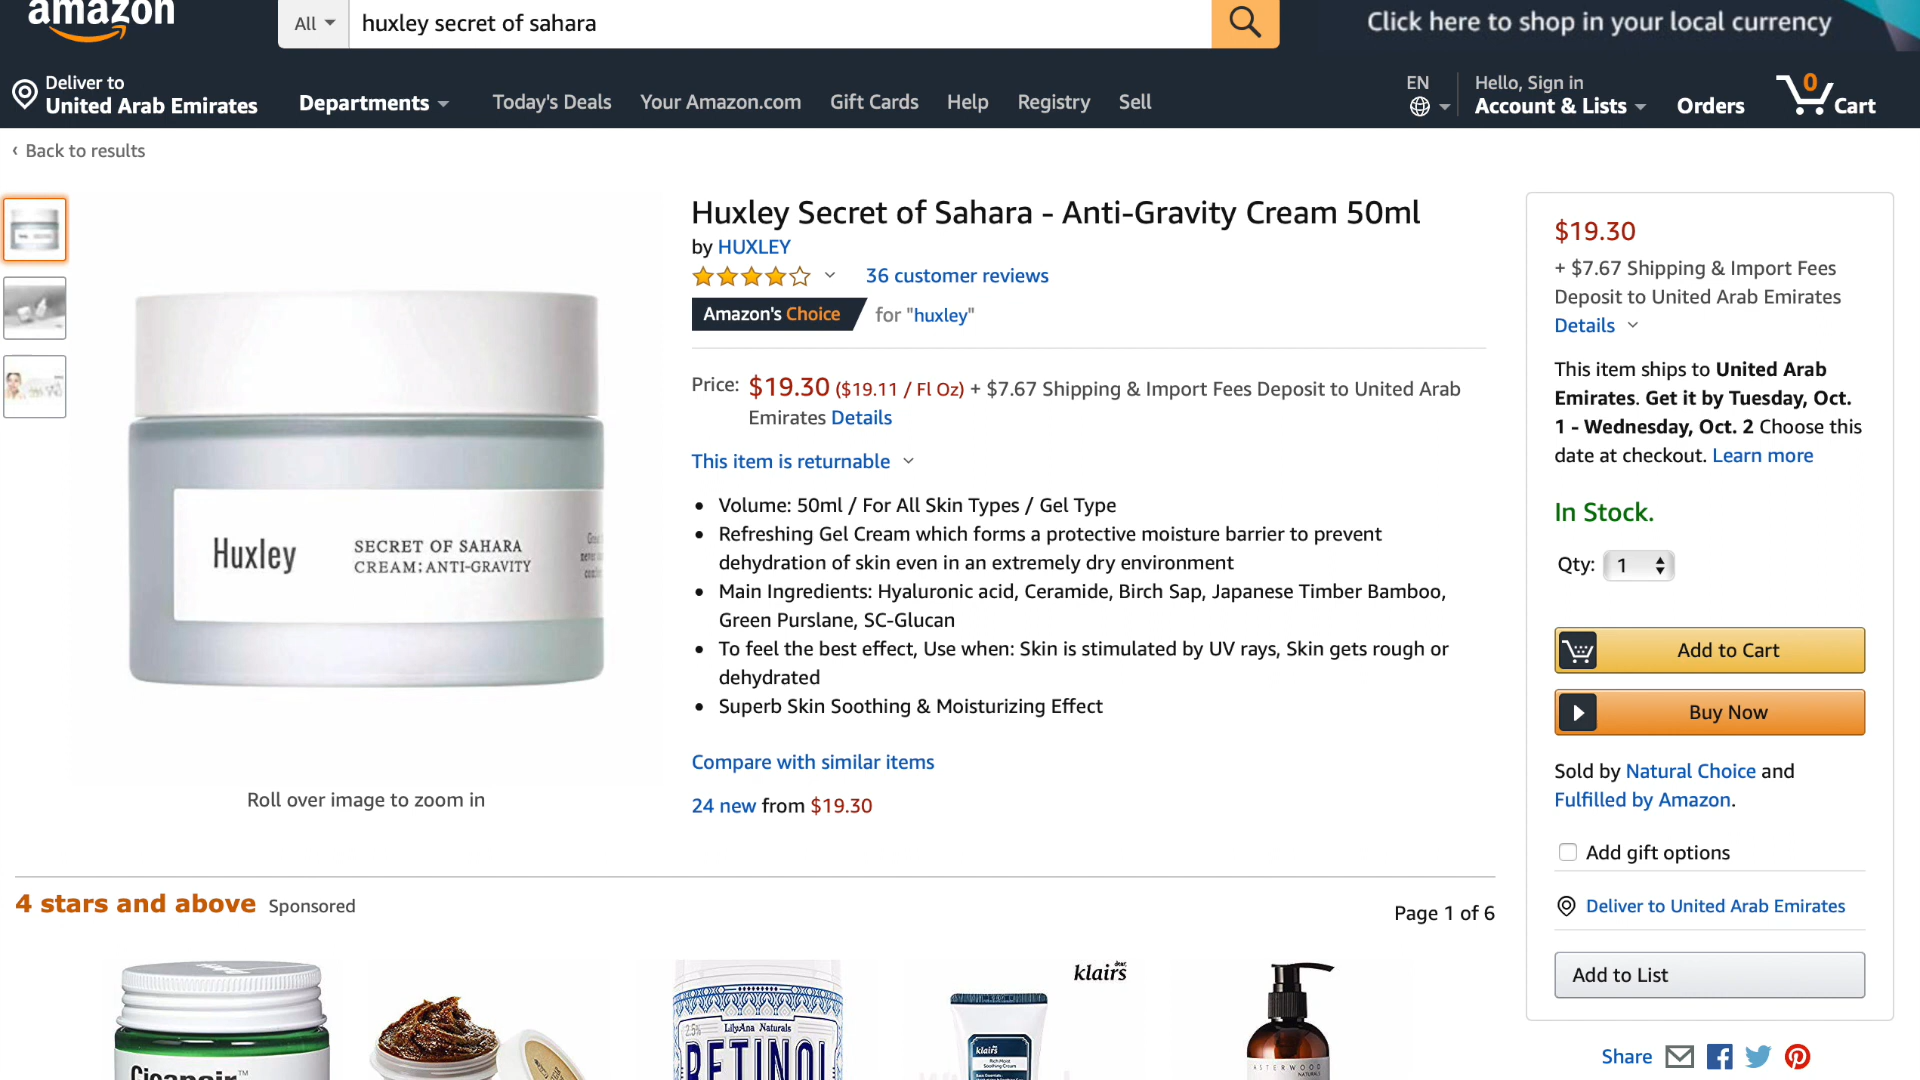 amazon
All
huxley secret of sahara
Click here to shop in your local currency
Deliver to
United Arab Emirates
Departments
Today's Deals
Your Amazon.com
Gift Cards
Help
Registry
Sell
EN
Hello, Sign in
Account & Lists
Orders
0
Cart
‹ Back to results
Huxley Secret of Sahara - Anti-Gravity Cream 50ml
by HUXLEY
36 customer reviews
Amazon's Choice
for "huxley"
Price: $19.30 ($19.11 / Fl Oz) + $7.67 Shipping & Import Fees Deposit to United Arab
Emirates Details
This item is returnable
• Volume: 50ml / For All Skin Types / Gel Type
• Refreshing Gel Cream which forms a protective moisture barrier to prevent
dehydration of skin even in an extremely dry environment
• Main Ingredients: Hyaluronic acid, Ceramide, Birch Sap, Japanese Timber Bamboo,
Green Purslane, SC-Glucan
• To feel the best effect, Use when: Skin is stimulated by UV rays, Skin gets rough or
dehydrated
• Superb Skin Soothing & Moisturizing Effect
Compare with similar items
24 new from $19.30
Huxley
SECRET OF SAHARA
CREAM;ANTI-GRAVITY
Roll over image to zoom in
$19.30
+ $7.67 Shipping & Import Fees
Deposit to United Arab Emirates
Details
This item ships to United Arab
Emirates. Get it by Tuesday, Oct.
1 - Wednesday, Oct. 2 Choose this
date at checkout. Learn more
In Stock.
Qty: 1
Add to Cart
Buy Now
Sold by Natural Choice and
Fulfilled by Amazon.
Add gift options
Deliver to United Arab Emirates
Add to List
Share
4 stars and above Sponsored
Page 1 of 6
Cicapair™
2.5%
LilyAna Naturals
RETINOL
dear,
klairs
klairs
Rich Moist
Soothing Cream
ASTERWOOD
NATURALS